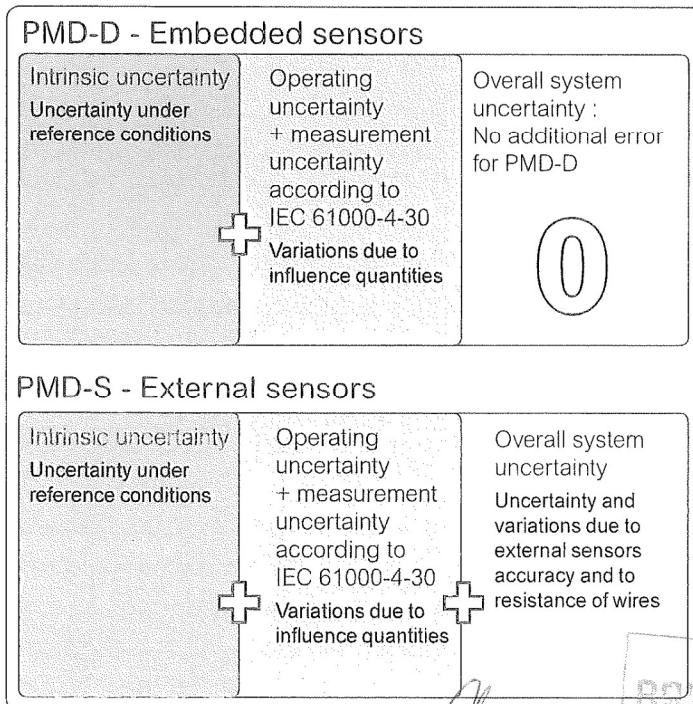 PMD-D - Embedded sensors
Intrinsic uncertainty
Uncertainty under
reference conditions
Operating
uncertainty
+ measurement
uncertainty
according to
IEC 61000-4-30
Variations due to
influence quantities
Overall system
uncertainty :
No additional error
for PMD-D
0
PMD-S - External sensors
Intrinsic uncertainty
Uncertainty under
reference conditions
Operating
uncertainty
+ measurement
uncertainty
according to
IEC 61000-4-30
Variations due to
influence quantities
Overall system
uncertainty
Uncertainty and
variations due to
external sensors
accuracy and to
resistance of wires